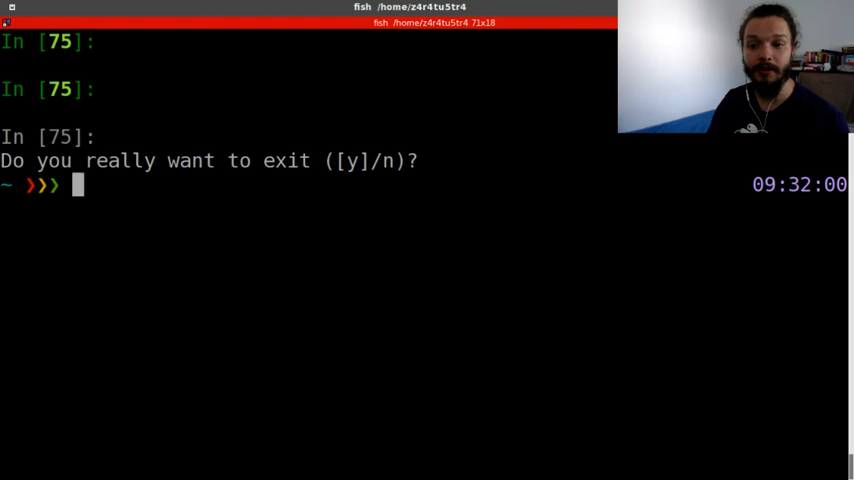 fish /home/z4r4tu5tr4
fish /home/z4r4tu5tr4 71x18
In [75]:
In [75]:
In [75]:
Do you really want to exit ([y]/n)?
~ ❯❯❯ 09:32:00